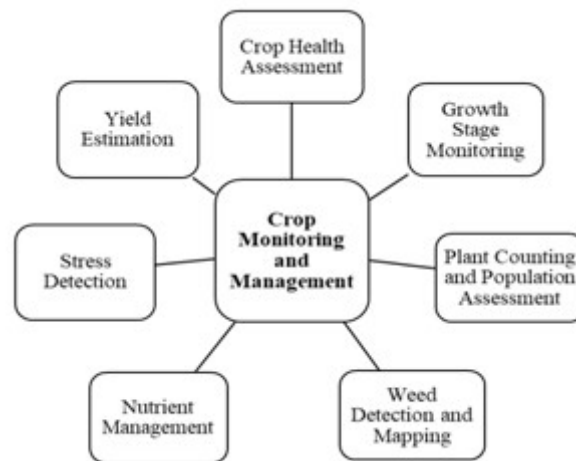 Crop Health
Assessment
Growth
Stage
Monitoring
Yield
Estimation
Crop
Monitoring
and
Management
Plant Counting
and Population
Assessment
Stress
Detection
Weed
Detection and
Mapping
Nutrient
Management